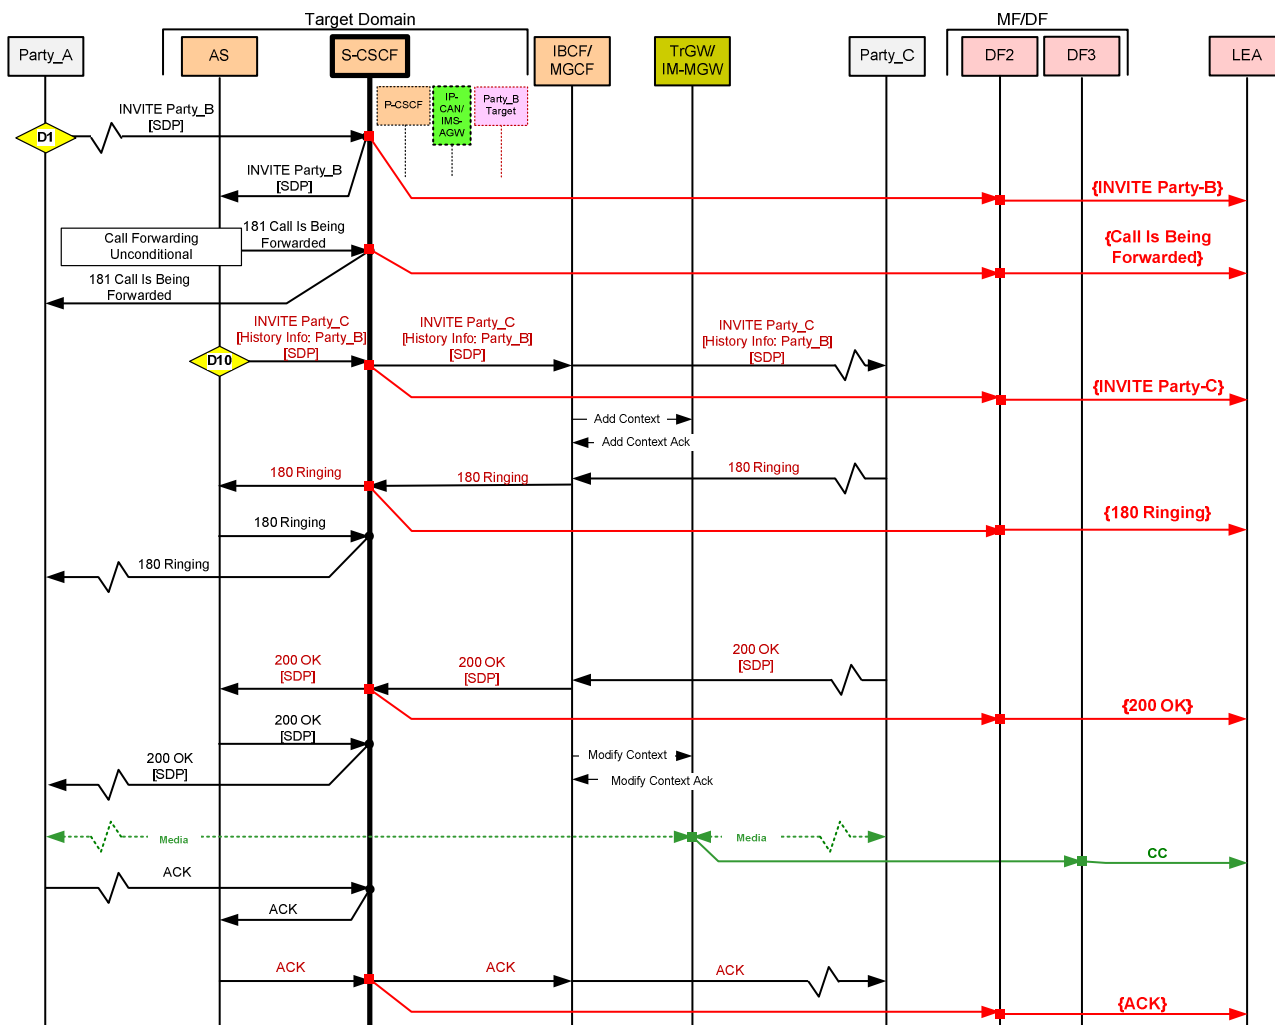 Target Domain
MF/DF
Party_A
AS
S-CSCF
IBCF/
MGCF
TrGW/
IM-MGW
Party_C
DF2
DF3
LEA
P-CSCF
IP-
CAN/
IMS-
AGW
Party_B
Target
INVITE Party_B
[SDP]
D1
INVITE Party_B
[SDP]
{INVITE Party-B}
Call Forwarding
Unconditional
181 Call Is Being
Forwarded
{Call Is Being
Forwarded}
181 Call Is Being
Forwarded
D10
INVITE Party_C
[History Info: Party_B]
[SDP]
INVITE Party_C
[History Info: Party_B]
[SDP]
INVITE Party_C
[History Info: Party_B]
[SDP]
{INVITE Party-C}
Add Context
Add Context Ack
180 Ringing
180 Ringing
180 Ringing
{180 Ringing}
180 Ringing
180 Ringing
200 OK
[SDP]
200 OK
[SDP]
200 OK
[SDP]
{200 OK}
200 OK
[SDP]
200 OK
[SDP]
Modify Context
Modify Context Ack
Media
Media
CC
ACK
ACK
ACK
ACK
ACK
{ACK}